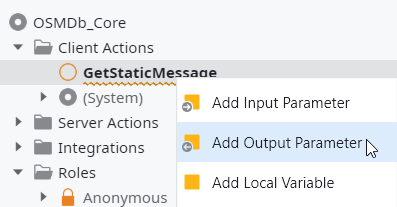 OSMDb_Core
Client Actions
GetStaticMessage
(System)
Add Input Parameter
Server Actions
Add Output Parameter
Integrations
Roles
Add Local Variable
Anonymous